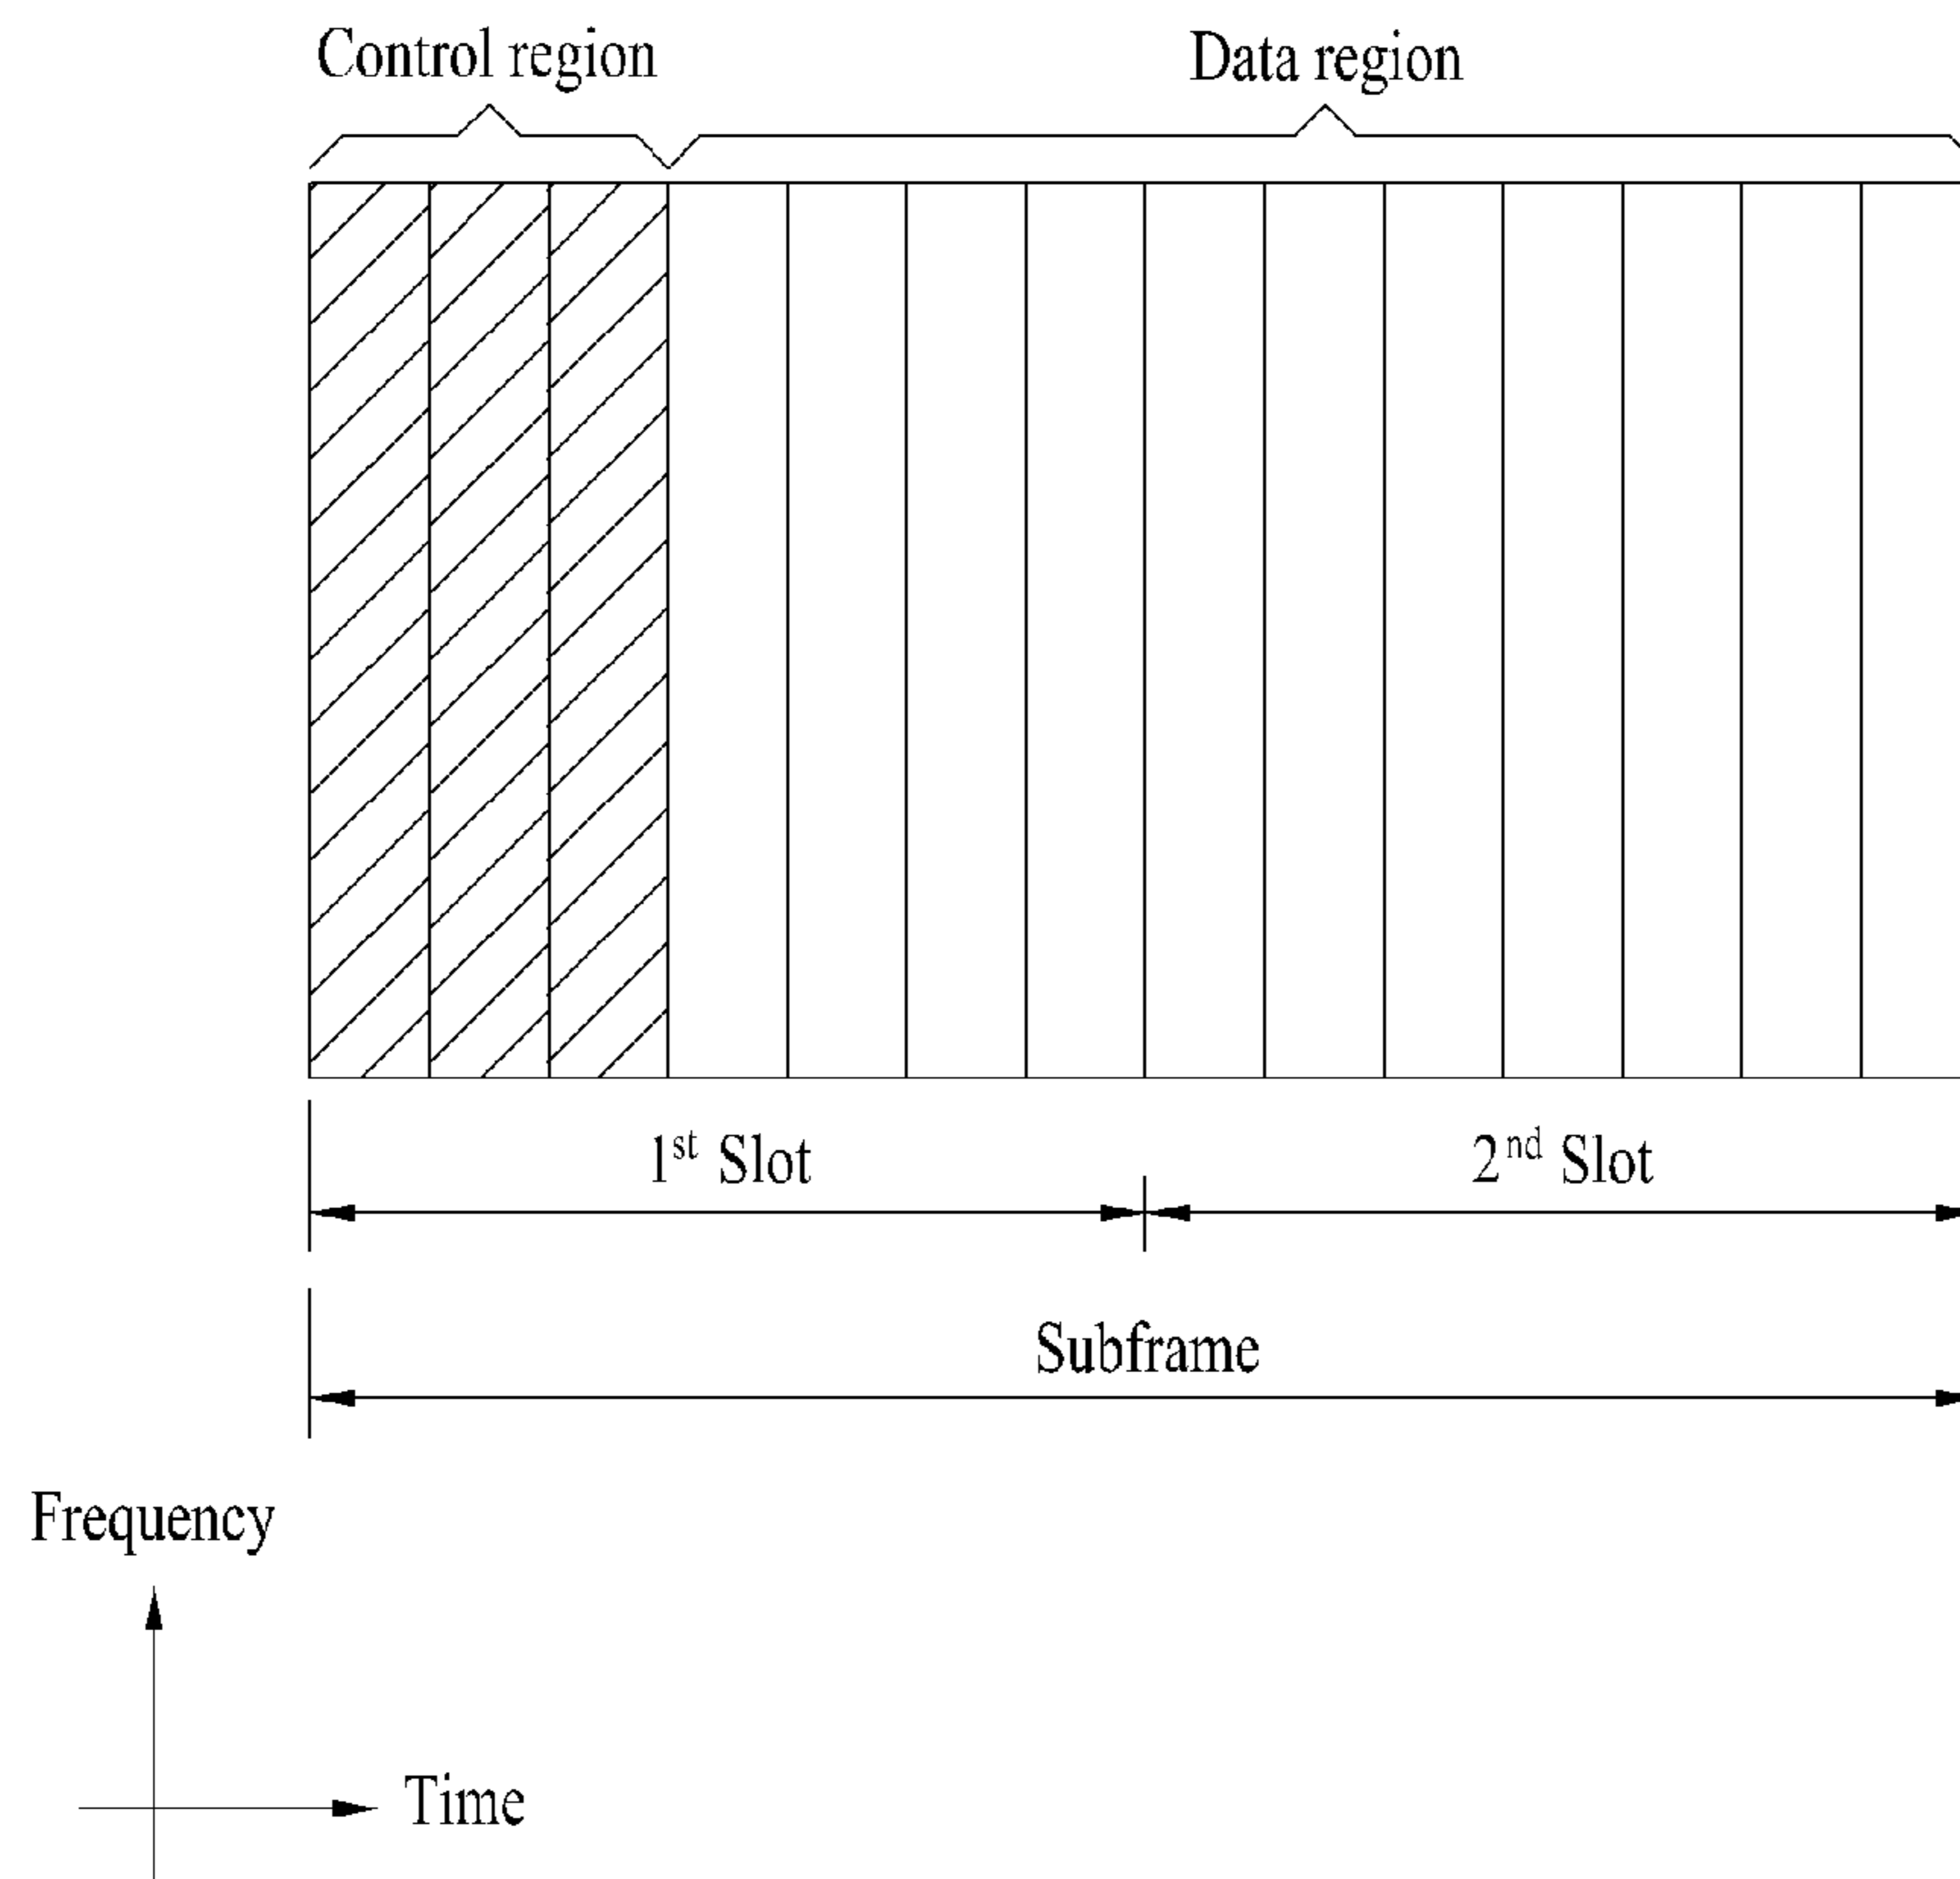 Control region
Data region
1st Slot
2nd Slot
Subframe
Frequency
Time